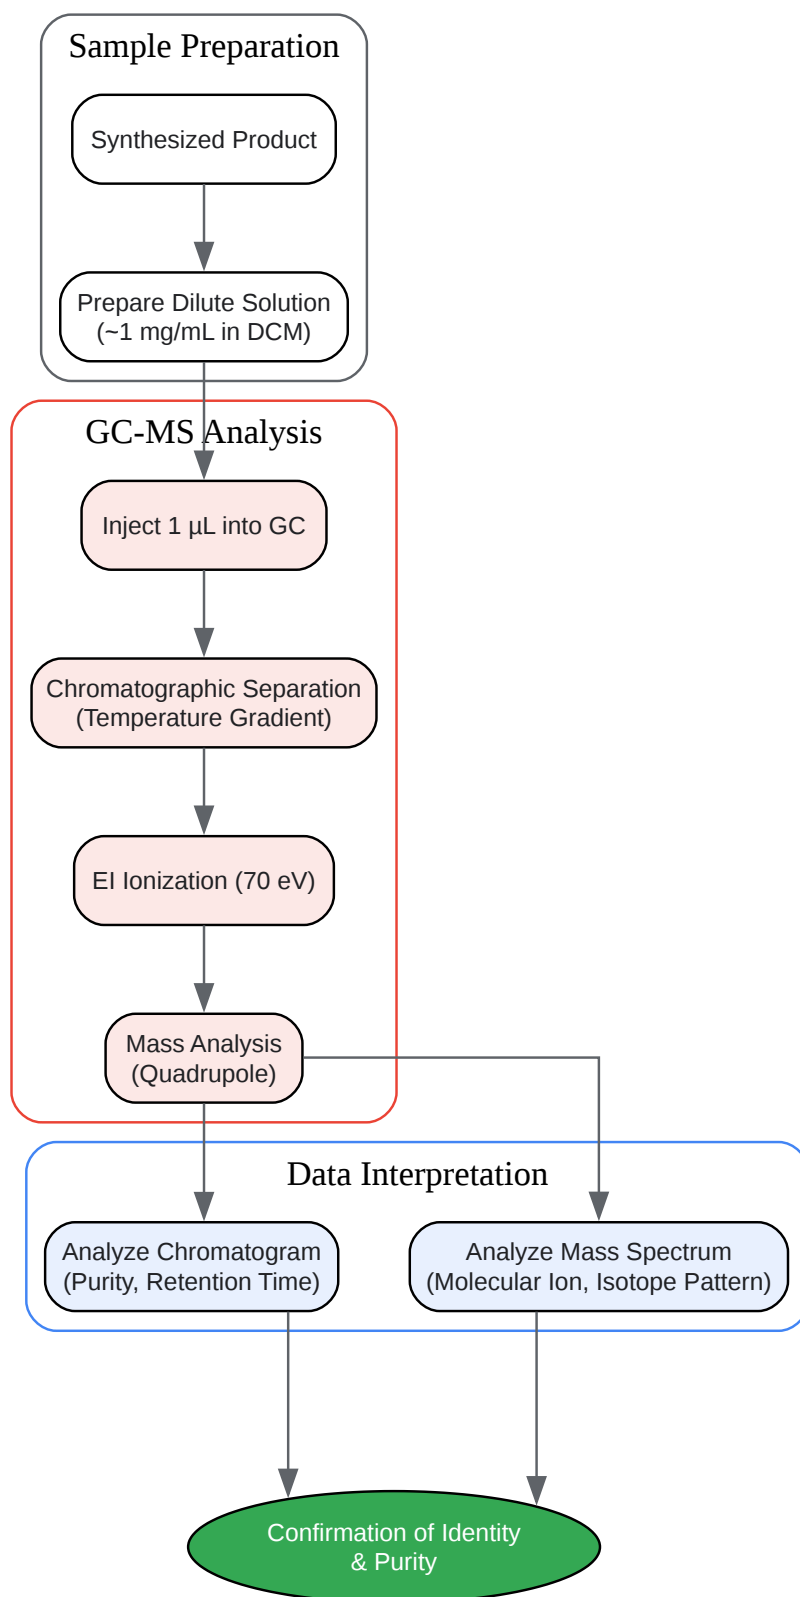 Sample Preparation
Synthesized Product
Prepare Dilute Solution
(~1 mg/mL in DCM)
GC-MS Analysis
Inject 1 µL into GC
Chromatographic Separation
(Temperature Gradient)
EI Ionization (70 eV)
Mass Analysis
(Quadrupole)
Data Interpretation
Analyze Chromatogram
(Purity, Retention Time)
Analyze Mass Spectrum
(Molecular Ion, Isotope Pattern)
Confirmation of Identity
& Purity